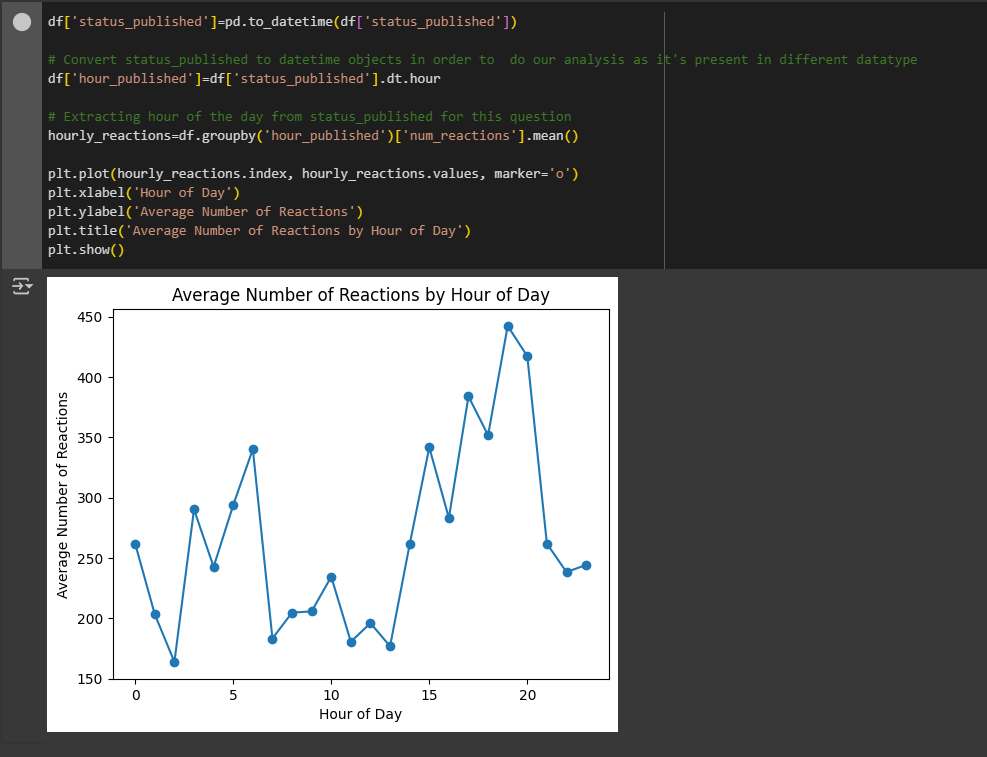 df['status_published']=pd.to_datetime(df['status_published'])
# Convert status_published to datetime objects in order to  do our analysis as it's present in different datatype
df['hour_published']=df['status_published'].dt.hour
# Extracting hour of the day from status_published for this question
hourly_reactions=df.groupby('hour_published')['num_reactions'].mean()
plt.plot(hourly_reactions.index, hourly_reactions.values, marker='o')
plt.xlabel('Hour of Day')
plt.ylabel('Average Number of Reactions')
plt.title('Average Number of Reactions by Hour of Day')
plt.show()
Average Number of Reactions by Hour of Day
Average Number of Reactions
450
400
350
300
250
200
150
0 5 10 15 20
Hour of Day